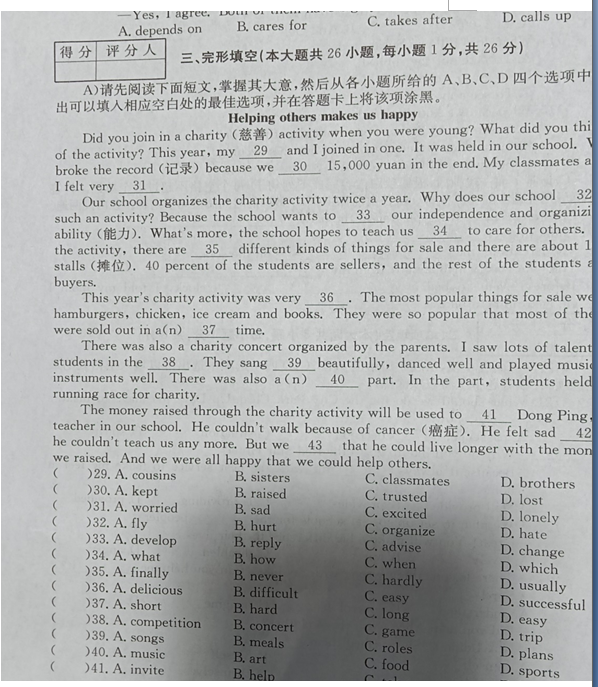 —Yes, I agree.
A. depends on B. cares for C. takes after D. calls up
得分 评分人
三、完形填空(本大题共 26 小题,每小题 1 分,共 26 分)
A)请先阅读下面短文,掌握其大意,然后从各小题所给的 A、B、C、D 四个选项中
出可以填入相应空白处的最佳选项,并在答题卡上将该项涂黑。
Helping others makes us happy
Did you join in a charity (慈善) activity when you were young? What did you thi
of the activity? This year, my 29 and I joined in one. It was held in our school.
broke the record (记录) because we 30 15,000 yuan in the end. My classmates a
I felt very 31 .
Our school organizes the charity activity twice a year. Why does our school 32
such an activity? Because the school wants to 33 our independence and organizi
ability (能力). What's more, the school hopes to teach us 34 to care for others.
the activity, there are 35 different kinds of things for sale and there are about 1
stalls (摊位). 40 percent of the students are sellers, and the rest of the students a
buyers.
This year's charity activity was very 36 . The most popular things for sale we
hamburgers, chicken, ice cream and books. They were so popular that most of the
were sold out in a(n) 37 time.
There was also a charity concert organized by the parents. I saw lots of talent
students in the 38 . They sang 39 beautifully, danced well and played music
instruments well. There was also a(n) 40 part. In the part, students held
running race for charity.
The money raised through the charity activity will be used to 41 Dong Ping,
teacher in our school. He couldn't walk because of cancer (癌症). He felt sad 42
he couldn't teach us any more. But we 43 that he could live longer with the mon
we raised. And we were all happy that we could help others.
( )29. A. cousins B. sisters C. classmates D. brothers
( )30. A. kept B. raised C. trusted D. lost
( )31. A. worried B. sad C. excited D. lonely
( )32. A. fly B. hurt C. organize D. hate
( )33. A. develop B. reply C. advise D. change
( )34. A. what B. how C. when D. which
( )35. A. finally B. never C. hardly D. usually
( )36. A. delicious B. difficult C. easy D. successful
( )37. A. short B. hard C. long D. easy
( )38. A. competition B. concert C. game D. trip
( )39. A. songs B. meals C. roles D. plans
( )40. A. music B. art C. food D. sports
( )41. A. invite B. help